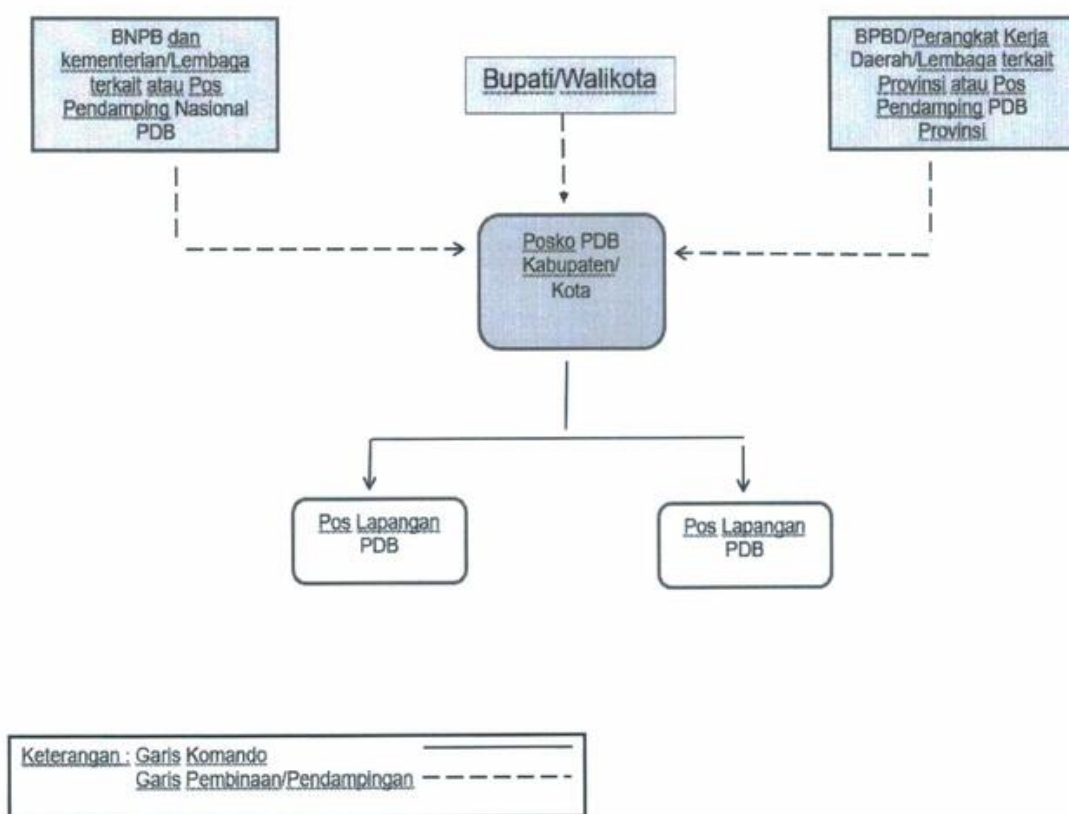 BNPB dan
kementerian/Lembaga
terkait atau Pos
Pendamping Nasional
PDB
Bupati/Walikota
BPBD/Perangkat Kerja
Daerah/Lembaga terkait
Provinsi atau Pos
Pendamping PDB
Provinsi
Posko PDB
Kabupaten/
Kota
Pos Lapangan
PDB
Pos Lapangan
PDB
Keterangan : Garis Komando
Garis Pembinaan/Pendampingan